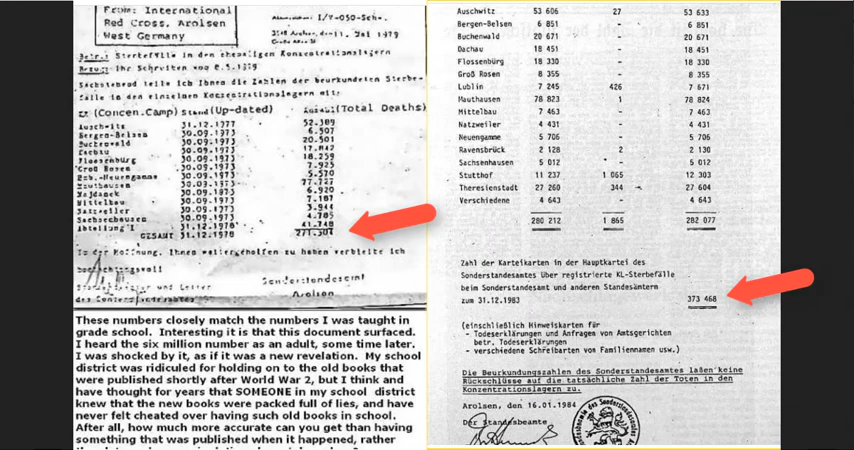 From: International
Red Cross, Arolsen
West Germany
I/V-050-Sch.
3548 Arolsen, den 11. Mai 1979
Betr.: Sterbefälle in den ehemaligen Konzentrationslagern
Bezug: Ihr Schreiben vom 8.5.1979
teile ich Ihnen die Zahlen der beurkundeten Sterbe-
fälle in den einzelnen Konzentrationslagern mit:
(Concen.Camp) Stand (Up-dated) (Total Deaths)
Auschwitz 31.12.1977 52.389
Bergen-Belsen 30.09.1973 6.507
Buchenwald 30.09.1973 20.501
Dachau 30.09.1973
Flossenbürg 30.09.1973 18.259
Groß Rosen 30.09.1973 7.925
Neuengamme 30.09.1973 5.570
Mauthausen 30.09.1973 77.727
Majdanek 30.09.1973 6.920
Mittelbau 30.09.1973 7.187
Natzweiler 30.09.1973
Sachsenhausen 30.09.1973
Abteilung I 31.12.1978
GESAMT 31.12.1978 271.304
In der Hoffnung, Ihnen weitergeholfen zu haben verbleibe ich
hochachtungsvoll
Sonderstandesamt
Arolsen
des Standesbeamten
These numbers closely match the numbers I was taught in
grade school. Interesting it is that this document surfaced.
I heard the six million number as an adult, some time later.
I was shocked by it, as if it was a new revelation. My school
district was ridiculed for holding on to the old books that
were published shortly after World War 2, but I think and
have thought for years that SOMEONE in my school district
knew that the new books were packed full of lies, and have
never felt cheated over having such old books in school.
After all, how much more accurate can you get than having
something that was published when it happened, rather
Auschwitz 53 606 27 53 633
Bergen-Belsen 6 851 - 6 851
Buchenwald 20 671 - 20 671
Dachau 18 451 - 18 451
Flossenbürg 18 330 - 18 330
Groß Rosen 8 355 - 8 355
Lublin 7 245 426 7 671
Mauthausen 78 823 1 78 824
Mittelbau 7 463 - 7 463
Natzweiler 4 431 - 4 431
Neuengamme 5 706 - 5 706
Ravensbrück 2 128 2 2 130
Sachsenhausen 5 012 - 5 012
Stutthof 11 237 1 065 12 303
Theresienstadt 27 260 344 27 604
Verschiedene 4 643 - 4 643
280 212 1 865 282 077
Zahl der Karteikarten in der Hauptkartei des
Sonderstandesamtes über registrierte KL-Sterbefälle
beim Sonderstandesamt und anderen Standesämtern
zum 31.12.1983 373 468
(einschließlich Hinweiskarten für
- Todeserklärungen und Anfragen von Amtsgerichten
betr. Todeserklärungen
- verschiedene Schreibarten von Familiennamen usw.)
Die Beurkundungszahlen des Sonderstandesamtes laßen keine
Rückschlüsse auf die tatsächliche Zahl der Toten in den
Konzentrationslagern zu.
Arolsen, den 16.01.1984
Der Standesbeamte